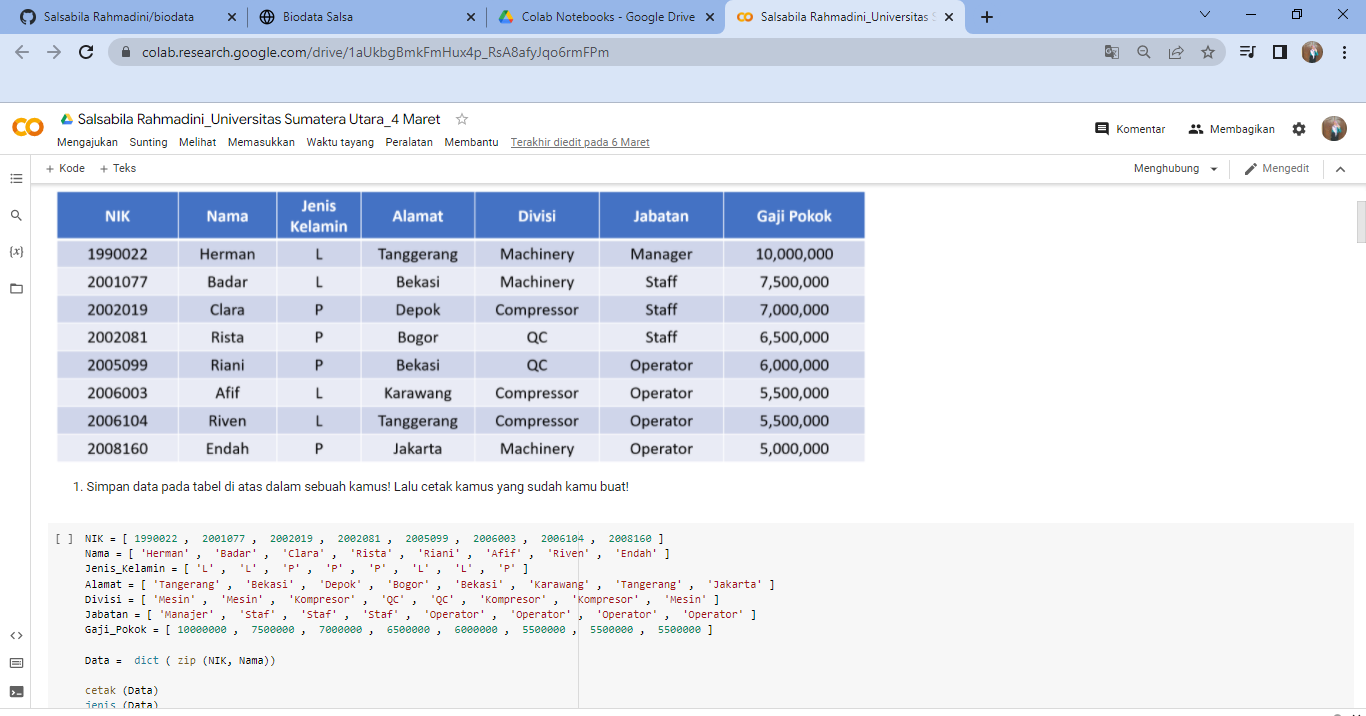 Salsabila Rahmadini/biodata
Biodata Salsa
Colab Notebooks - Google Drive
Salsabila Rahmadini_Universitas S
colab.research.google.com/drive/1aUkbgBmkFmHux4p_RsA8afyJqo6rmFPm
Salsabila Rahmadini_Universitas Sumatera Utara_4 Maret
Mengajukan Sunting Melihat Memasukkan Waktu tayang Peralatan Membantu Terakhir diedit pada 6 Maret
Komentar Membagikan
+ Kode + Teks
Menghubung Mengedit
NIK Nama Jenis Kelamin Alamat Divisi Jabatan Gaji Pokok
1990022 Herman L Tanggerang Machinery Manager 10,000,000
2001077 Badar L Bekasi Machinery Staff 7,500,000
2002019 Clara P Depok Compressor Staff 7,000,000
2002081 Rista P Bogor QC Staff 6,500,000
2005099 Riani P Bekasi QC Operator 6,000,000
2006003 Afif L Karawang Compressor Operator 5,500,000
2006104 Riven L Tanggerang Compressor Operator 5,500,000
2008160 Endah P Jakarta Machinery Operator 5,000,000
1. Simpan data pada tabel di atas dalam sebuah kamus! Lalu cetak kamus yang sudah kamu buat!
[ ] NIK = [ 1990022 , 2001077 , 2002019 , 2002081 , 2005099 , 2006003 , 2006104 , 2008160 ]
Nama = [ 'Herman' , 'Badar' , 'Clara' , 'Rista' , 'Riani' , 'Afif' , 'Riven' , 'Endah' ]
Jenis_Kelamin = [ 'L' , 'L' , 'P' , 'P' , 'P' , 'L' , 'L' , 'P' ]
Alamat = [ 'Tangerang' , 'Bekasi' , 'Depok' , 'Bogor' , 'Bekasi' , 'Karawang' , 'Tangerang' , 'Jakarta' ]
Divisi = [ 'Mesin' , 'Mesin' , 'Kompresor' , 'QC' , 'QC' , 'Kompresor' , 'Kompresor' , 'Mesin' ]
Jabatan = [ 'Manajer' , 'Staf' , 'Staf' , 'Staf' , 'Operator' , 'Operator' , 'Operator' , 'Operator' ]
Gaji_Pokok = [ 10000000 , 7500000 , 7000000 , 6500000 , 6000000 , 5500000 , 5500000 , 5500000 ]
Data = dict ( zip (NIK, Nama))
cetak (Data)
jenis (Data)